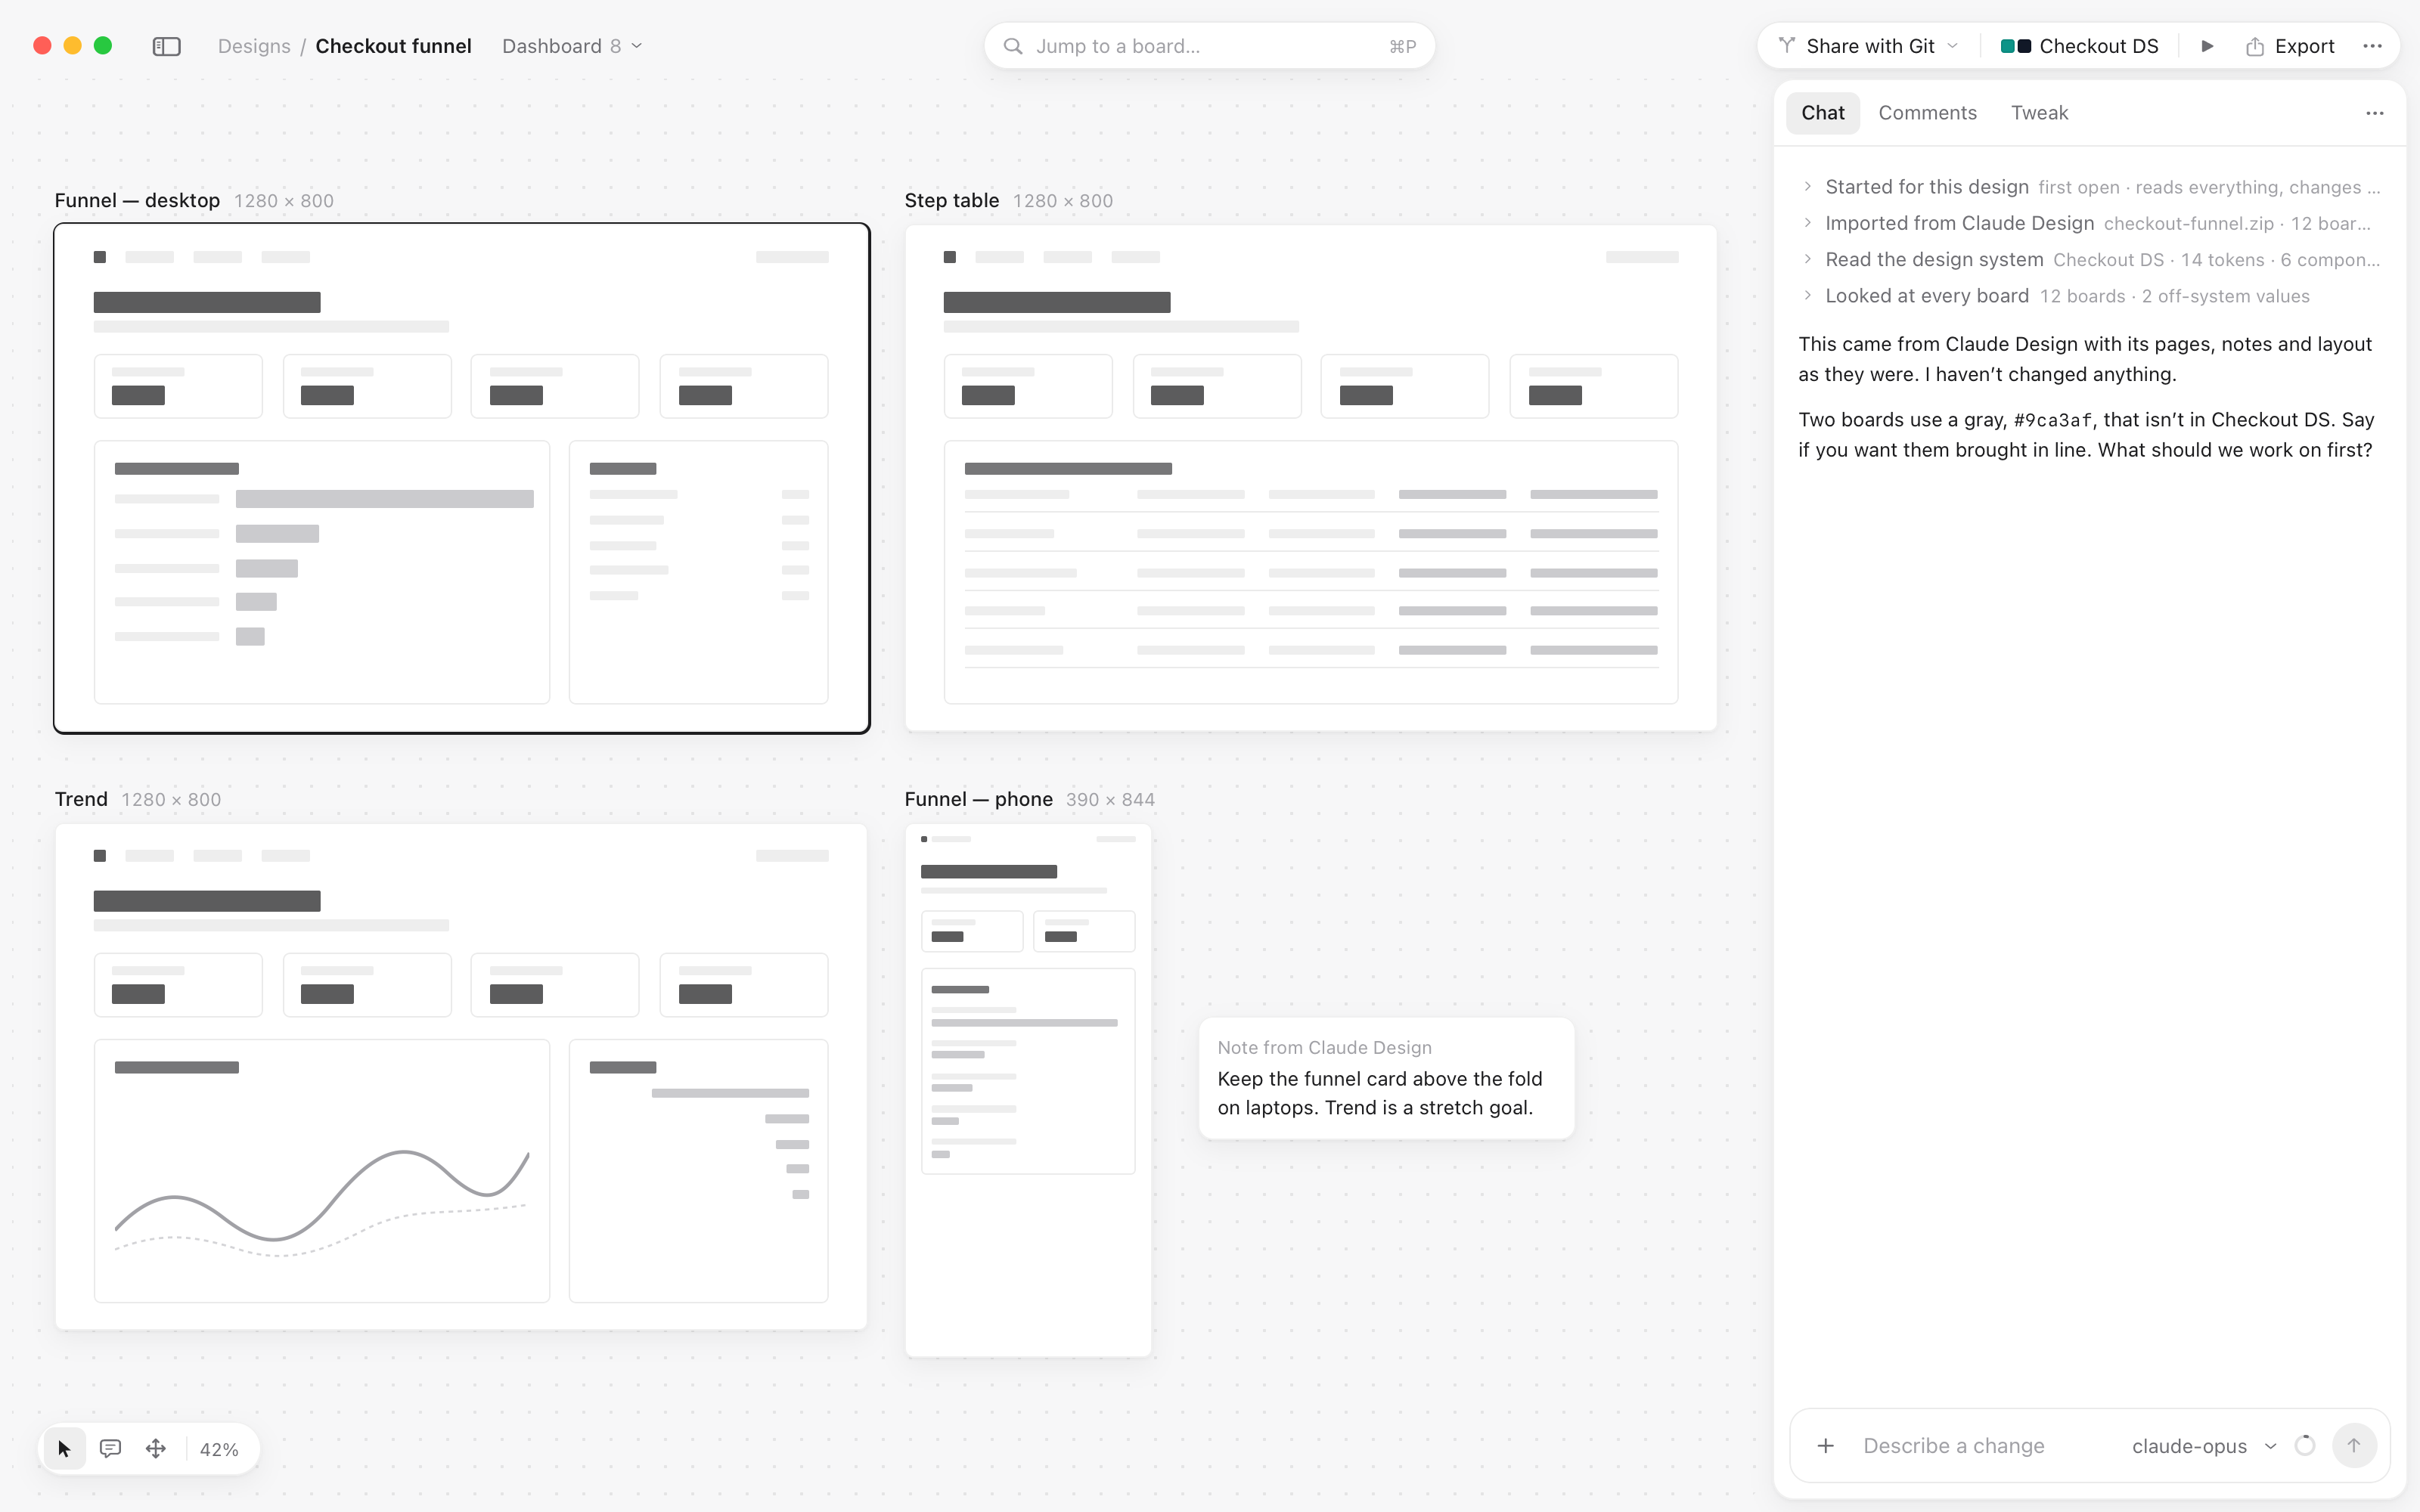 Designs / Checkout funnel Dashboard 8
Jump to a board... ⌘P
Share with Git Checkout DS Export
Chat Comments Tweak
Funnel — desktop 1280 × 800
Step table 1280 × 800
Trend 1280 × 800
Funnel — phone 390 × 844
Note from Claude Design
Keep the funnel card above the fold
on laptops. Trend is a stretch goal.
42%
Started for this design first open · reads everything, changes ...
Imported from Claude Design checkout-funnel.zip · 12 boar...
Read the design system Checkout DS · 14 tokens · 6 compon...
Looked at every board 12 boards · 2 off-system values
This came from Claude Design with its pages, notes and layout
as they were. I haven’t changed anything.
Two boards use a gray, #9ca3af, that isn’t in Checkout DS. Say
if you want them brought in line. What should we work on first?
Describe a change claude-opus